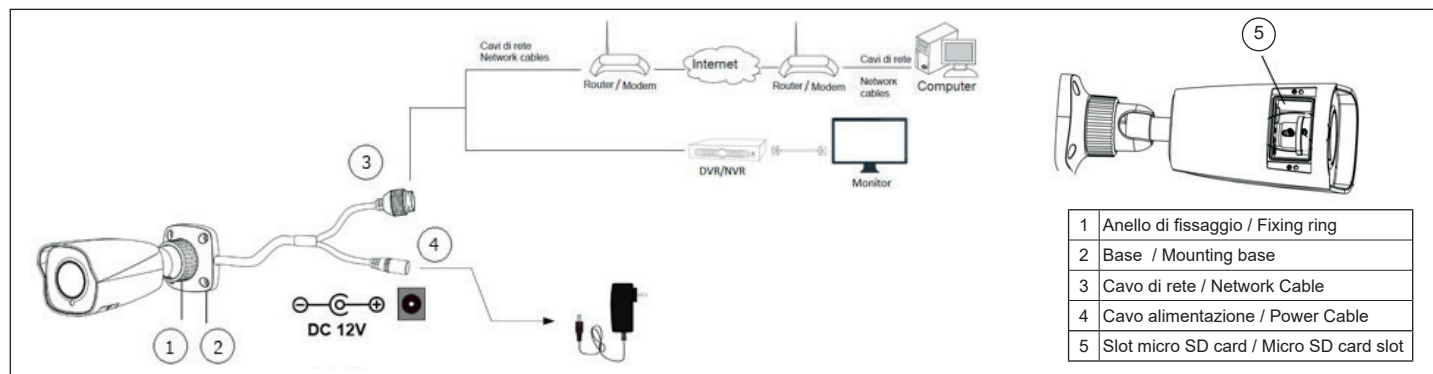 Cavi di rete
Network cables
Router / Modem
Internet
Router / Modem
Cavi di rete
Network
cables
Computer
DVR/NVR
Monitor
3
4
DC 12V
1
2
5
1 Anello di fissaggio / Fixing ring
2 Base / Mounting base
3 Cavo di rete / Network Cable
4 Cavo alimentazione / Power Cable
5 Slot micro SD card / Micro SD card slot